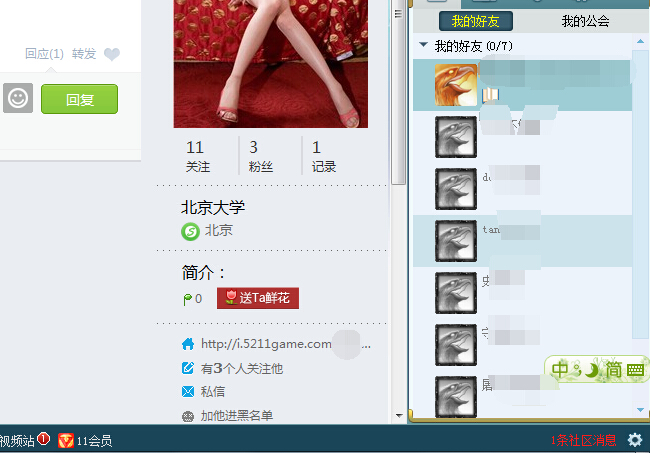 回应(1) 转发
回复
11 3 1
关注 粉丝 记录
北京大学
北京
简介：
0 送Ta鲜花
http://i.5211game.com
有3个人关注他
私信
加他进黑名单
我的好友 我的公会
我的好友 (0/7)
中 简
视频站 1 11会员
1条社区消息